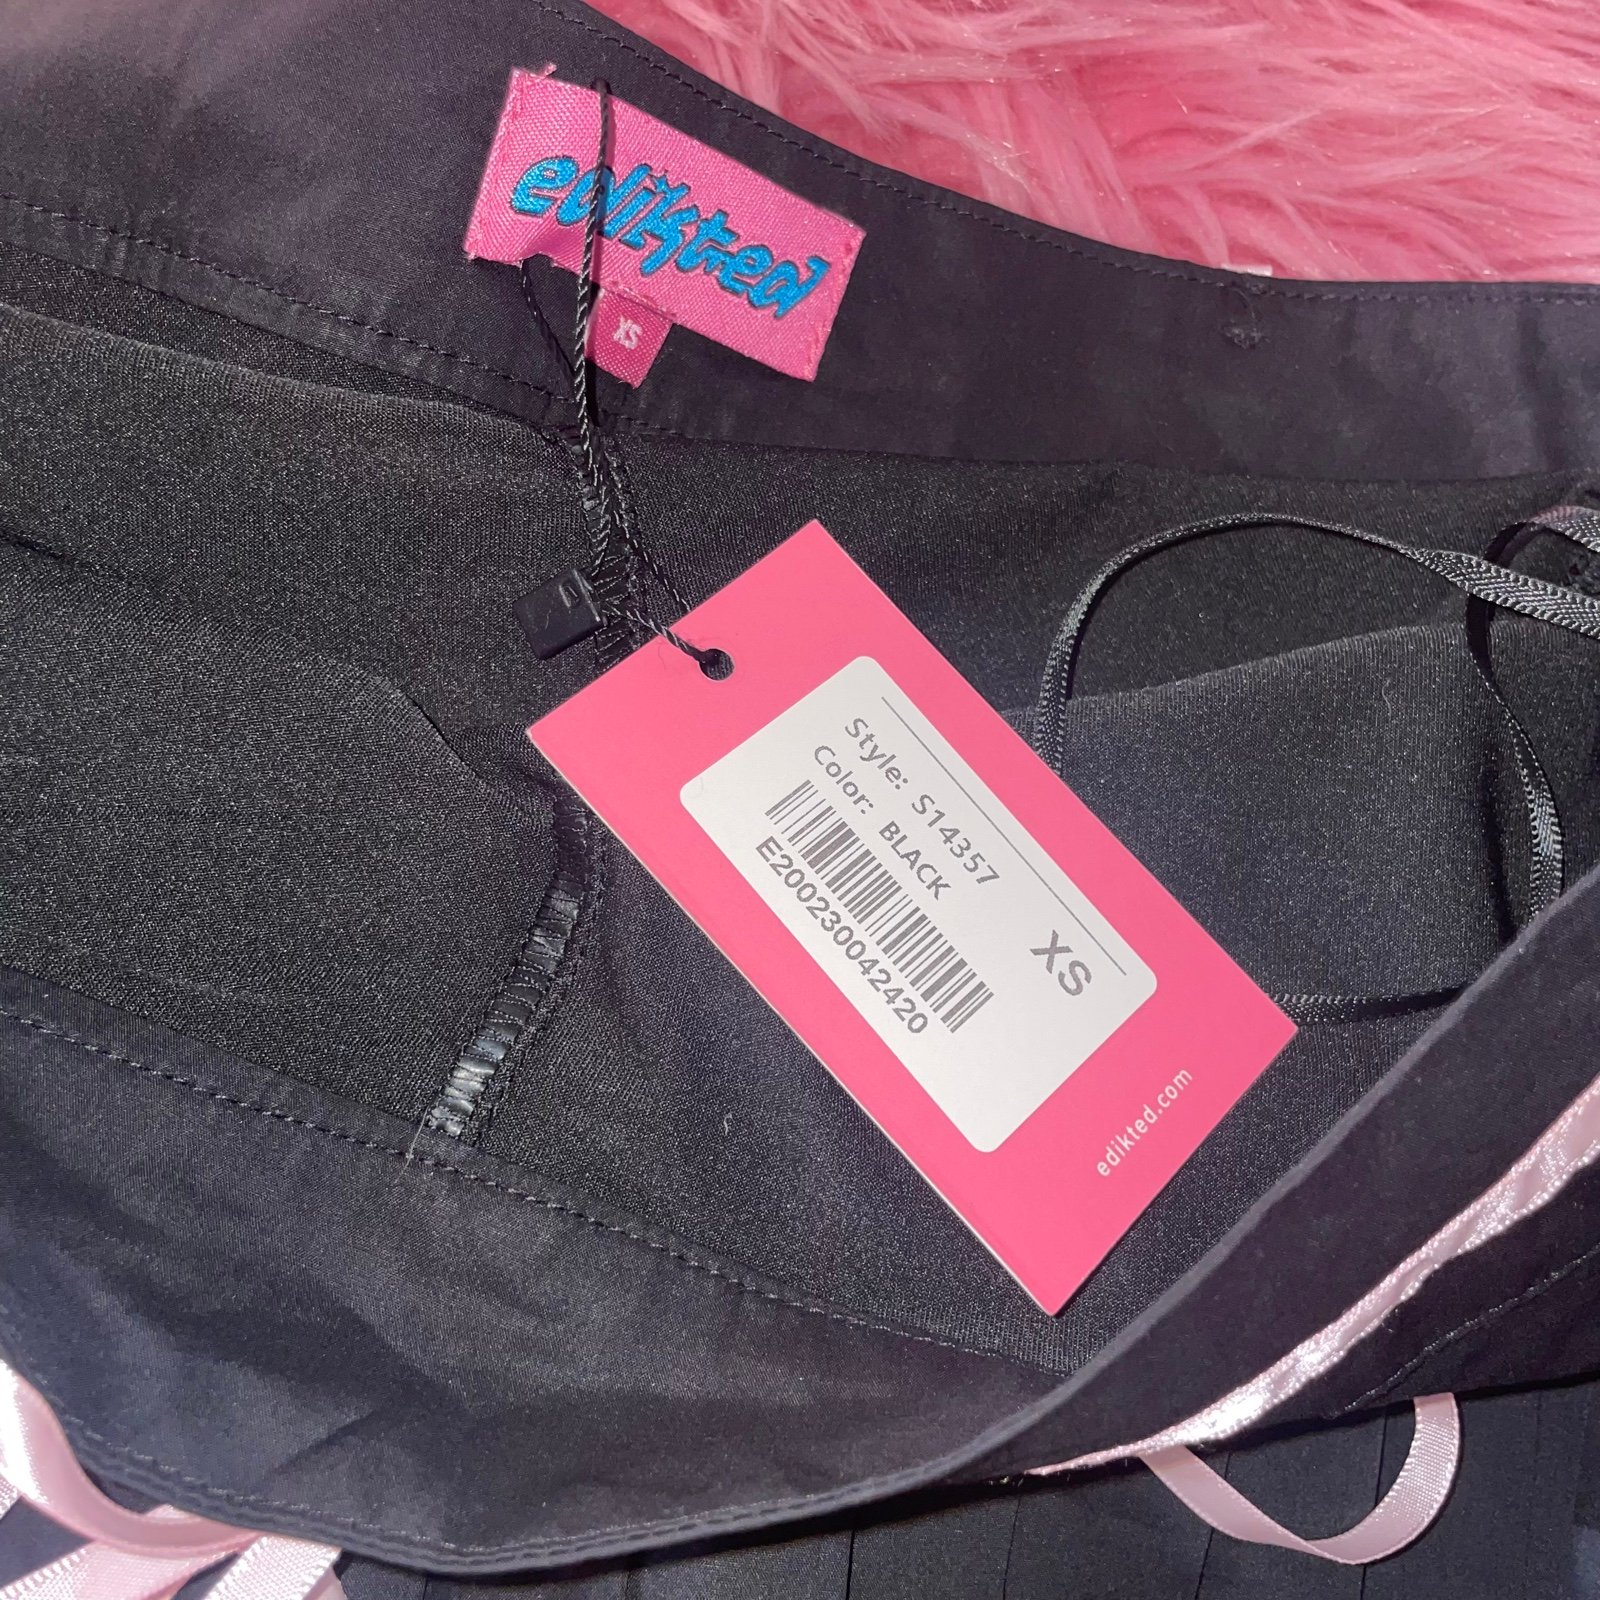 edikted
XS
Style: S14357
Color: BLACK
E200230042420
XS
edikted.com